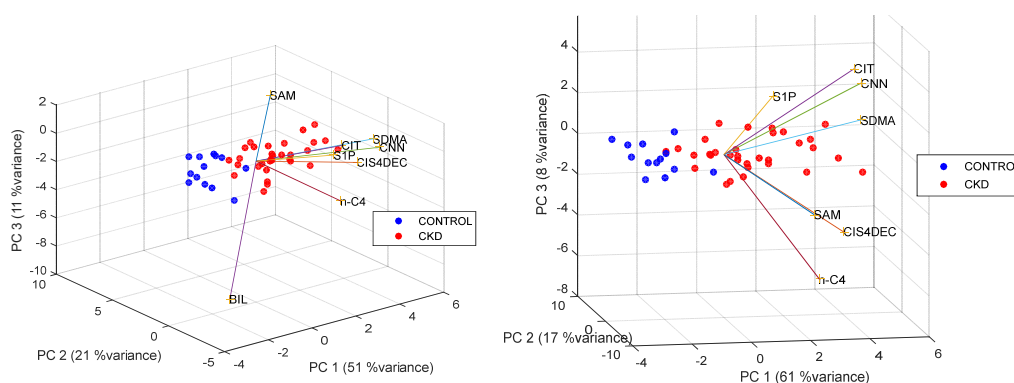 2
0
-2
-4
-6
-8
-10
PC 3 (11 %variance)
10
5
0
-5
PC 2 (21 %variance)
-4
-2
0
2
4
6
PC 1 (51 %variance)
SAM
SDMA
CIT
CNN
S1P
CIS4DEC
n-C4
BIL
CONTROL
CKD
4
2
0
-2
-4
-6
-8
PC 3 (8 %variance)
10
0
-10
PC 2 (17 %variance)
-4
-2
0
2
4
6
PC 1 (61 %variance)
CIT
CNN
S1P
SDMA
SAM
CIS4DEC
n-C4
CONTROL
CKD